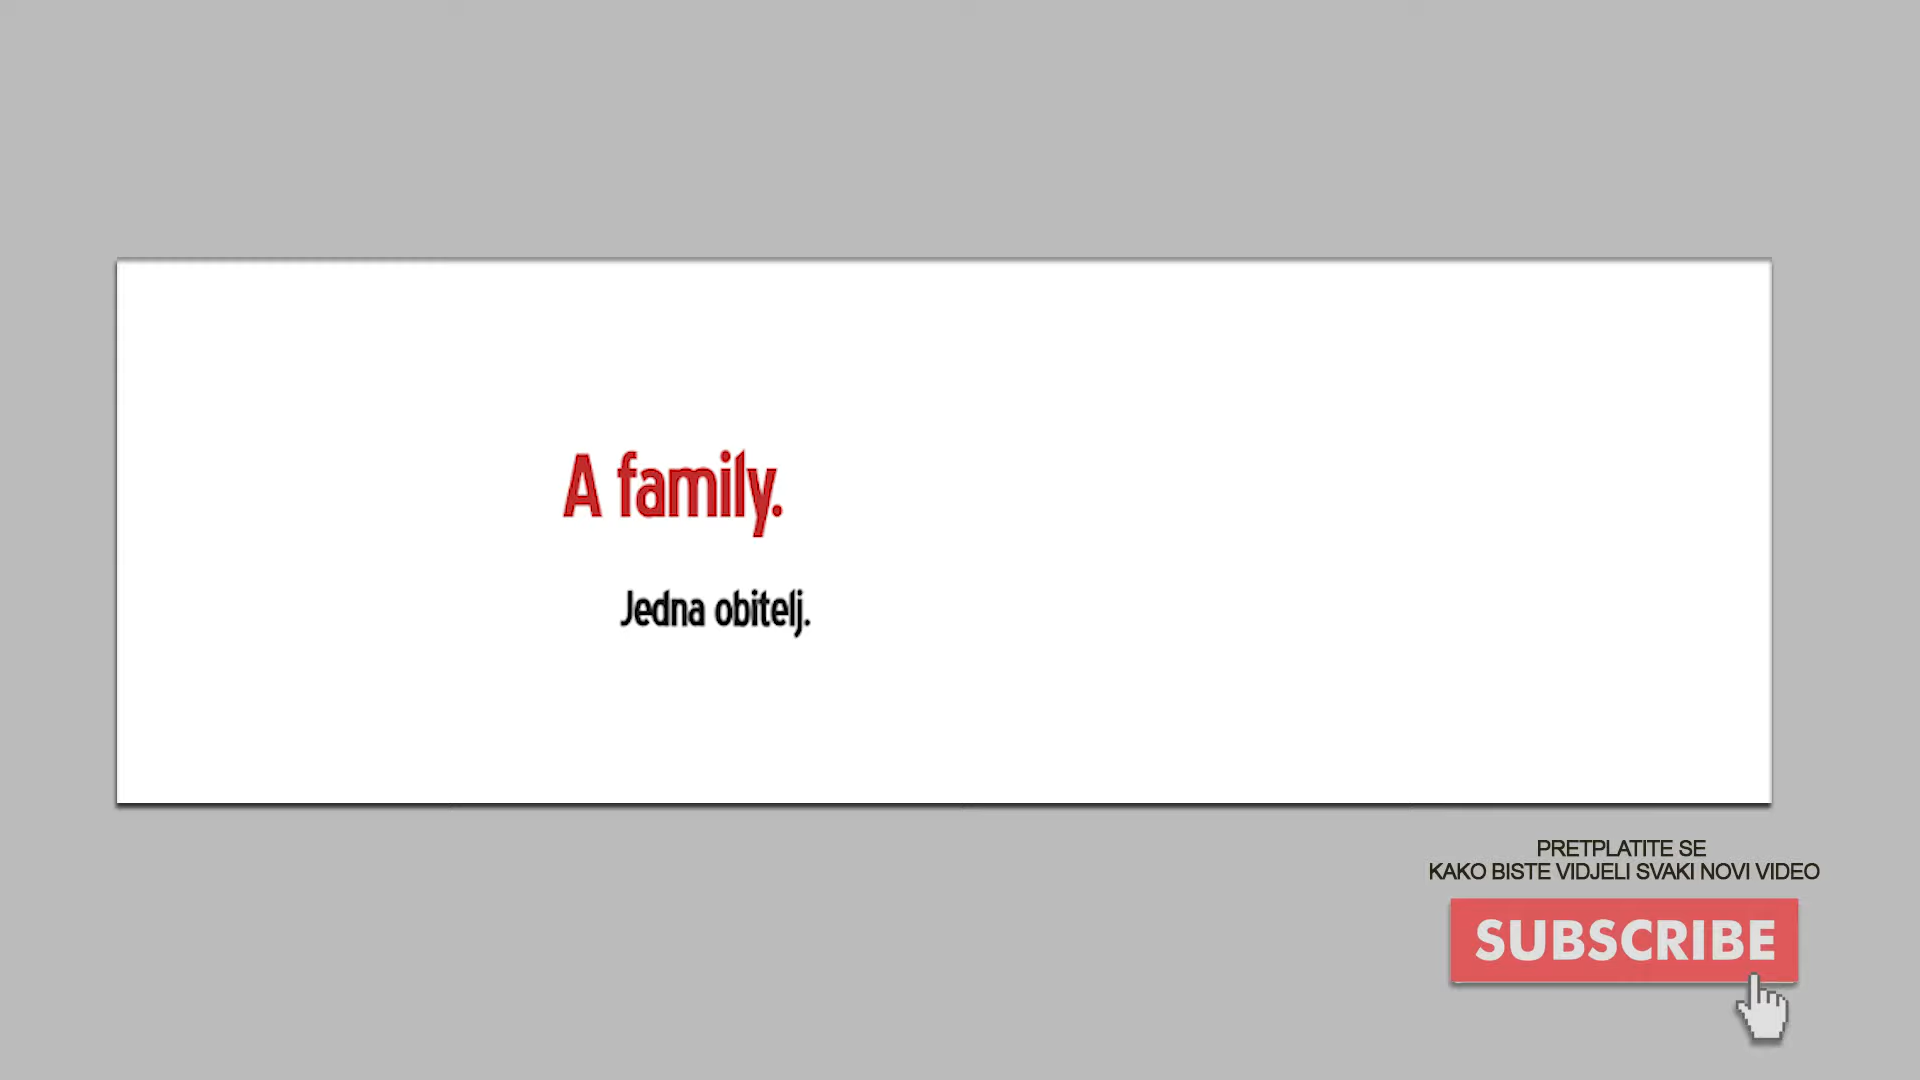 A family.
Jedna obitelj.
PRETPLATITE SE
KAKO BISTE VIDJELI SVAKI NOVI VIDEO
SUBSCRIBE